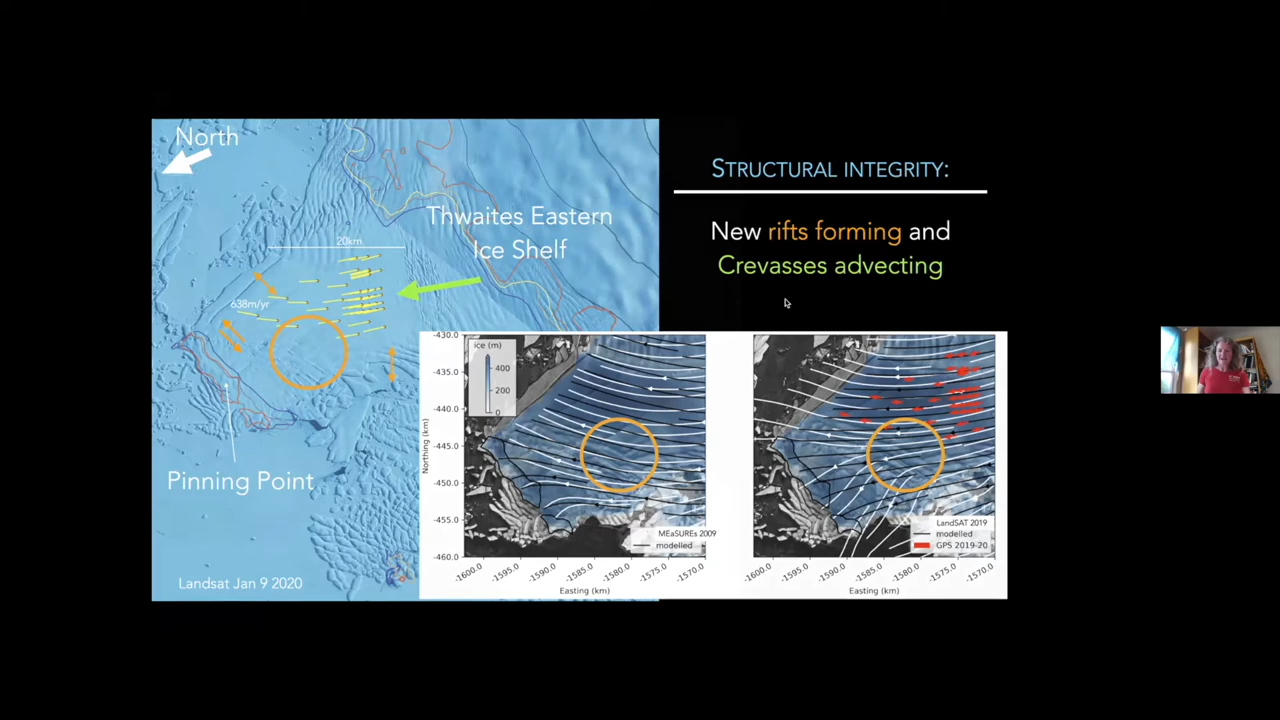 North
STRUCTURAL INTEGRITY:
Thwaites Eastern
Ice Shelf
New rifts forming and
Crevasses advecting
20km
638m/yr
Pinning Point
Landsat Jan 9 2020
ice (m)
400
200
0
-430.0
-435.0
-440.0
-445.0
-450.0
-455.0
-460.0
Northing (km)
MEaSUREs 2009
modelled
-1600.0
-1595.0
-1590.0
-1585.0
-1580.0
-1575.0
-1570.0
Easting (km)
LandSAT 2019
modelled
GPS 2019-20
-1600.0
-1595.0
-1590.0
-1585.0
-1580.0
-1575.0
-1570.0
Easting (km)